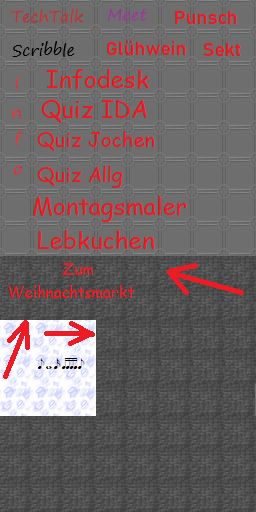 TechTalk Meet Punsch
Scribble Glühwein Sekt
i Infodesk
n Quiz IDA
f Quiz Jochen
o Quiz Allg
Montagsmaler
Lebkuchen
Zum
Weihnachtsmarkt